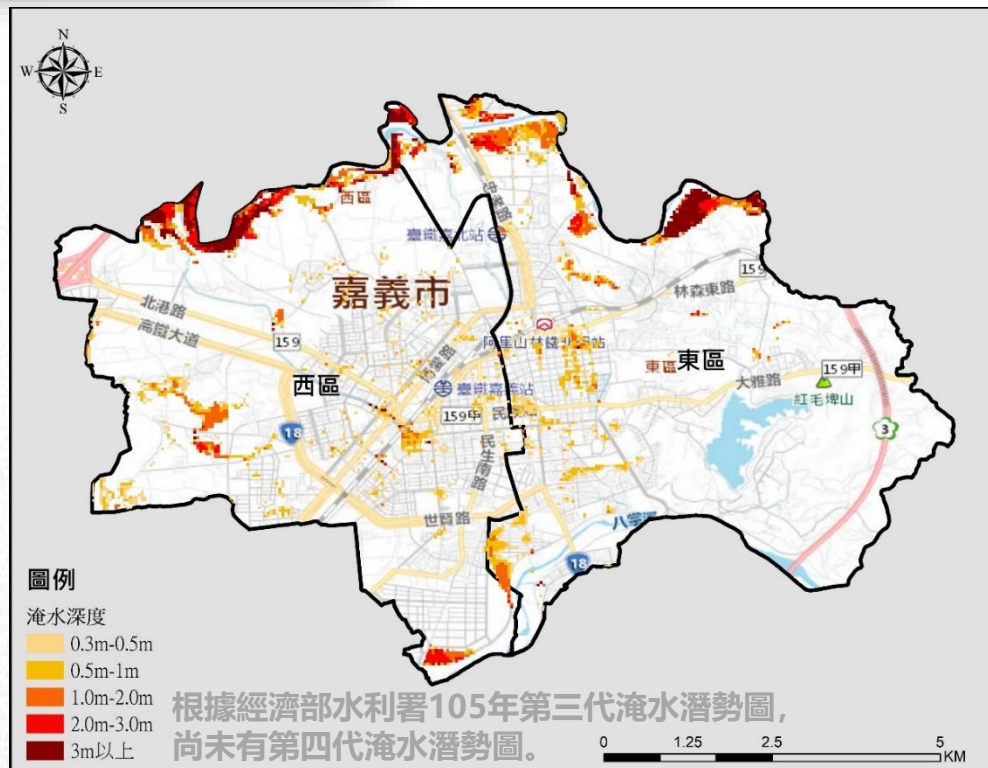 N
W E
S
西區
忠孝路
臺鐵嘉北站
159
林森東路
嘉義市
北港路
高鐵大道
159
阿里山林鐵北門站
東區
東區
西區
臺鐵嘉義站
大雅路
159甲
紅毛埤山
159甲
18
3
民生南路
世賢路
八掌溪
18
圖例
淹水深度
0.3m-0.5m
0.5m-1m
1.0m-2.0m
2.0m-3.0m
3m以上
根據經濟部水利署105年第三代淹水潛勢圖,
尚未有第四代淹水潛勢圖。
0 1.25 2.5 5
KM